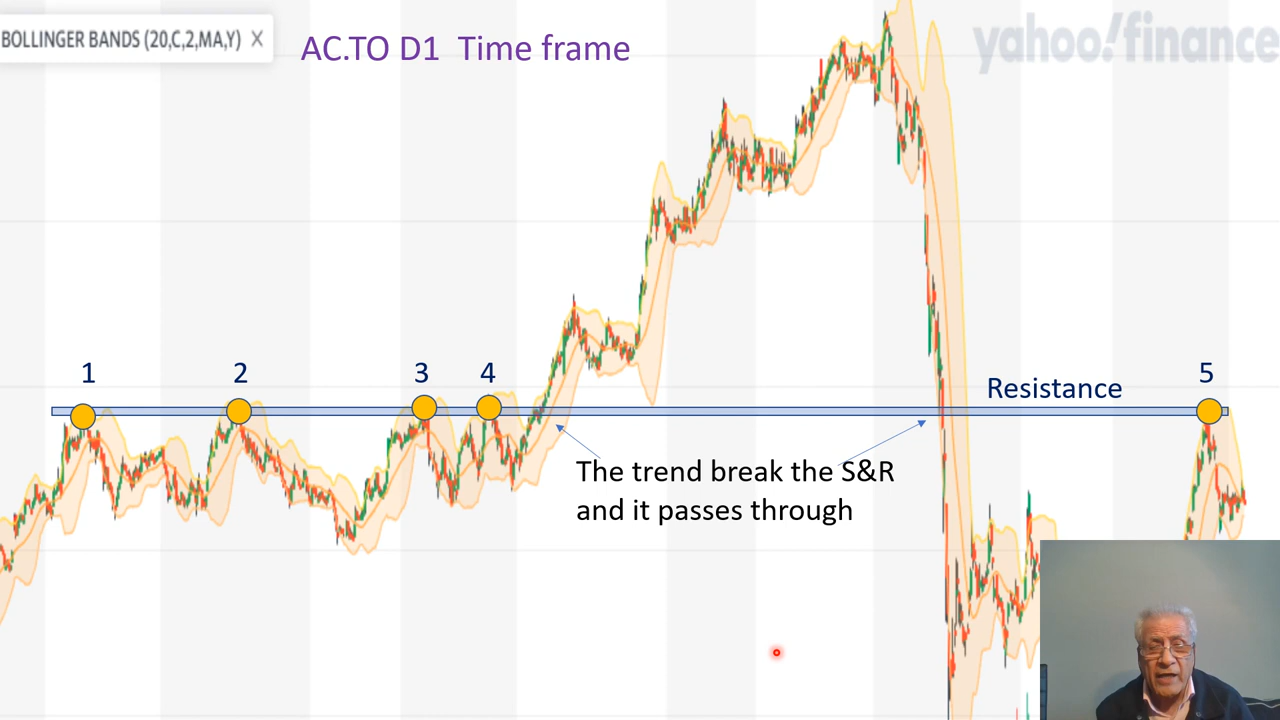 BOLLINGER BANDS (20,C,2,MA,Y) X
AC.TO D1 Time frame
yahoo!finance
1
2
3
4
Resistance
5
The trend break the S&R
and it passes through